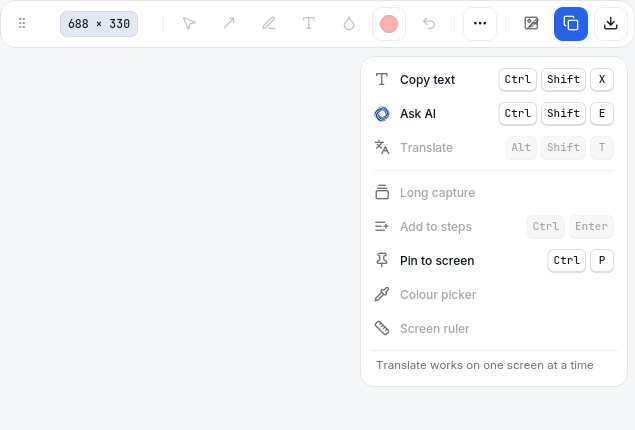 688 × 330
Copy text Ctrl Shift X
Ask AI Ctrl Shift E
Translate Alt Shift T
Long capture
Add to steps Ctrl Enter
Pin to screen Ctrl P
Colour picker
Screen ruler
Translate works on one screen at a time